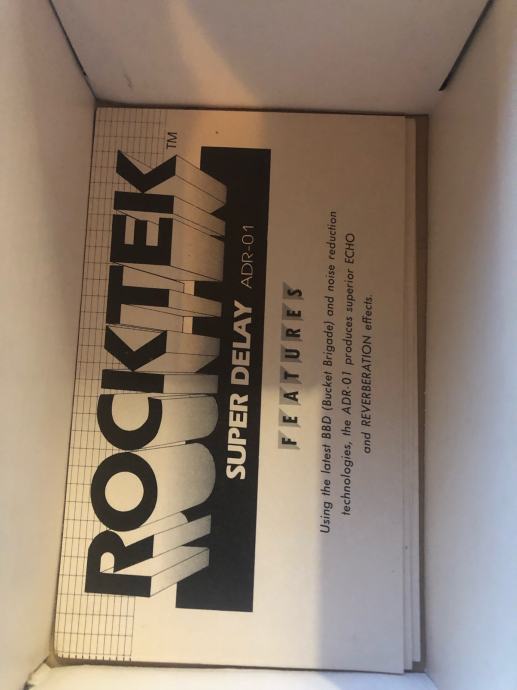 ROCKTEK™
SUPER DELAY ADR-01
FEATURES
Using the latest BBD (Bucket Brigade) and noise reduction
technologies, the ADR-01 produces superior ECHO
and REVERBERATION effects.